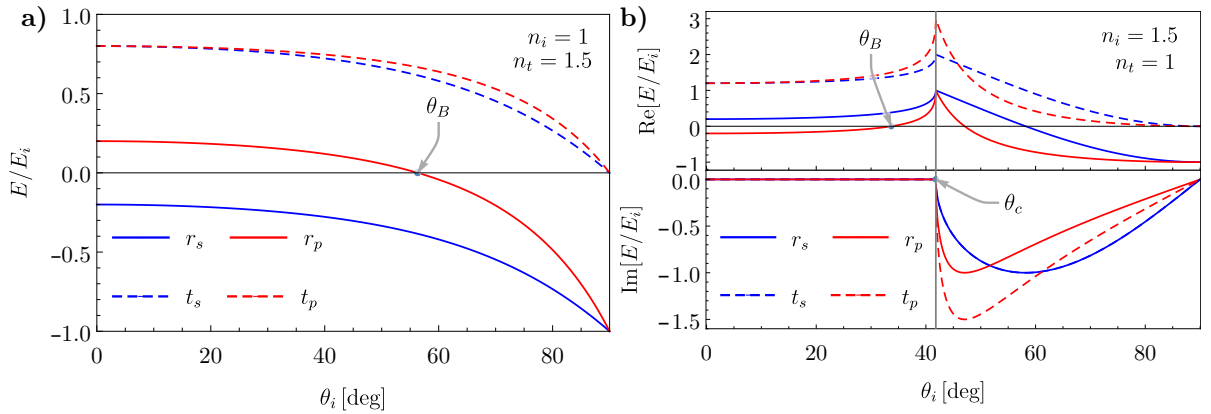 a)
1.0
0.5
0.0
−0.5
−1.0
E/E_i
n_i = 1
n_t = 1.5
θ_B
r_s r_p
t_s t_p
0 20 40 60 80
θ_i [deg]
b)
3
2
1
0
−1
Re[E/E_i]
n_i = 1.5
n_t = 1
θ_B
0.0
−0.5
−1.0
−1.5
Im[E/E_i]
θ_c
r_s r_p
t_s t_p
0 20 40 60 80
θ_i [deg]